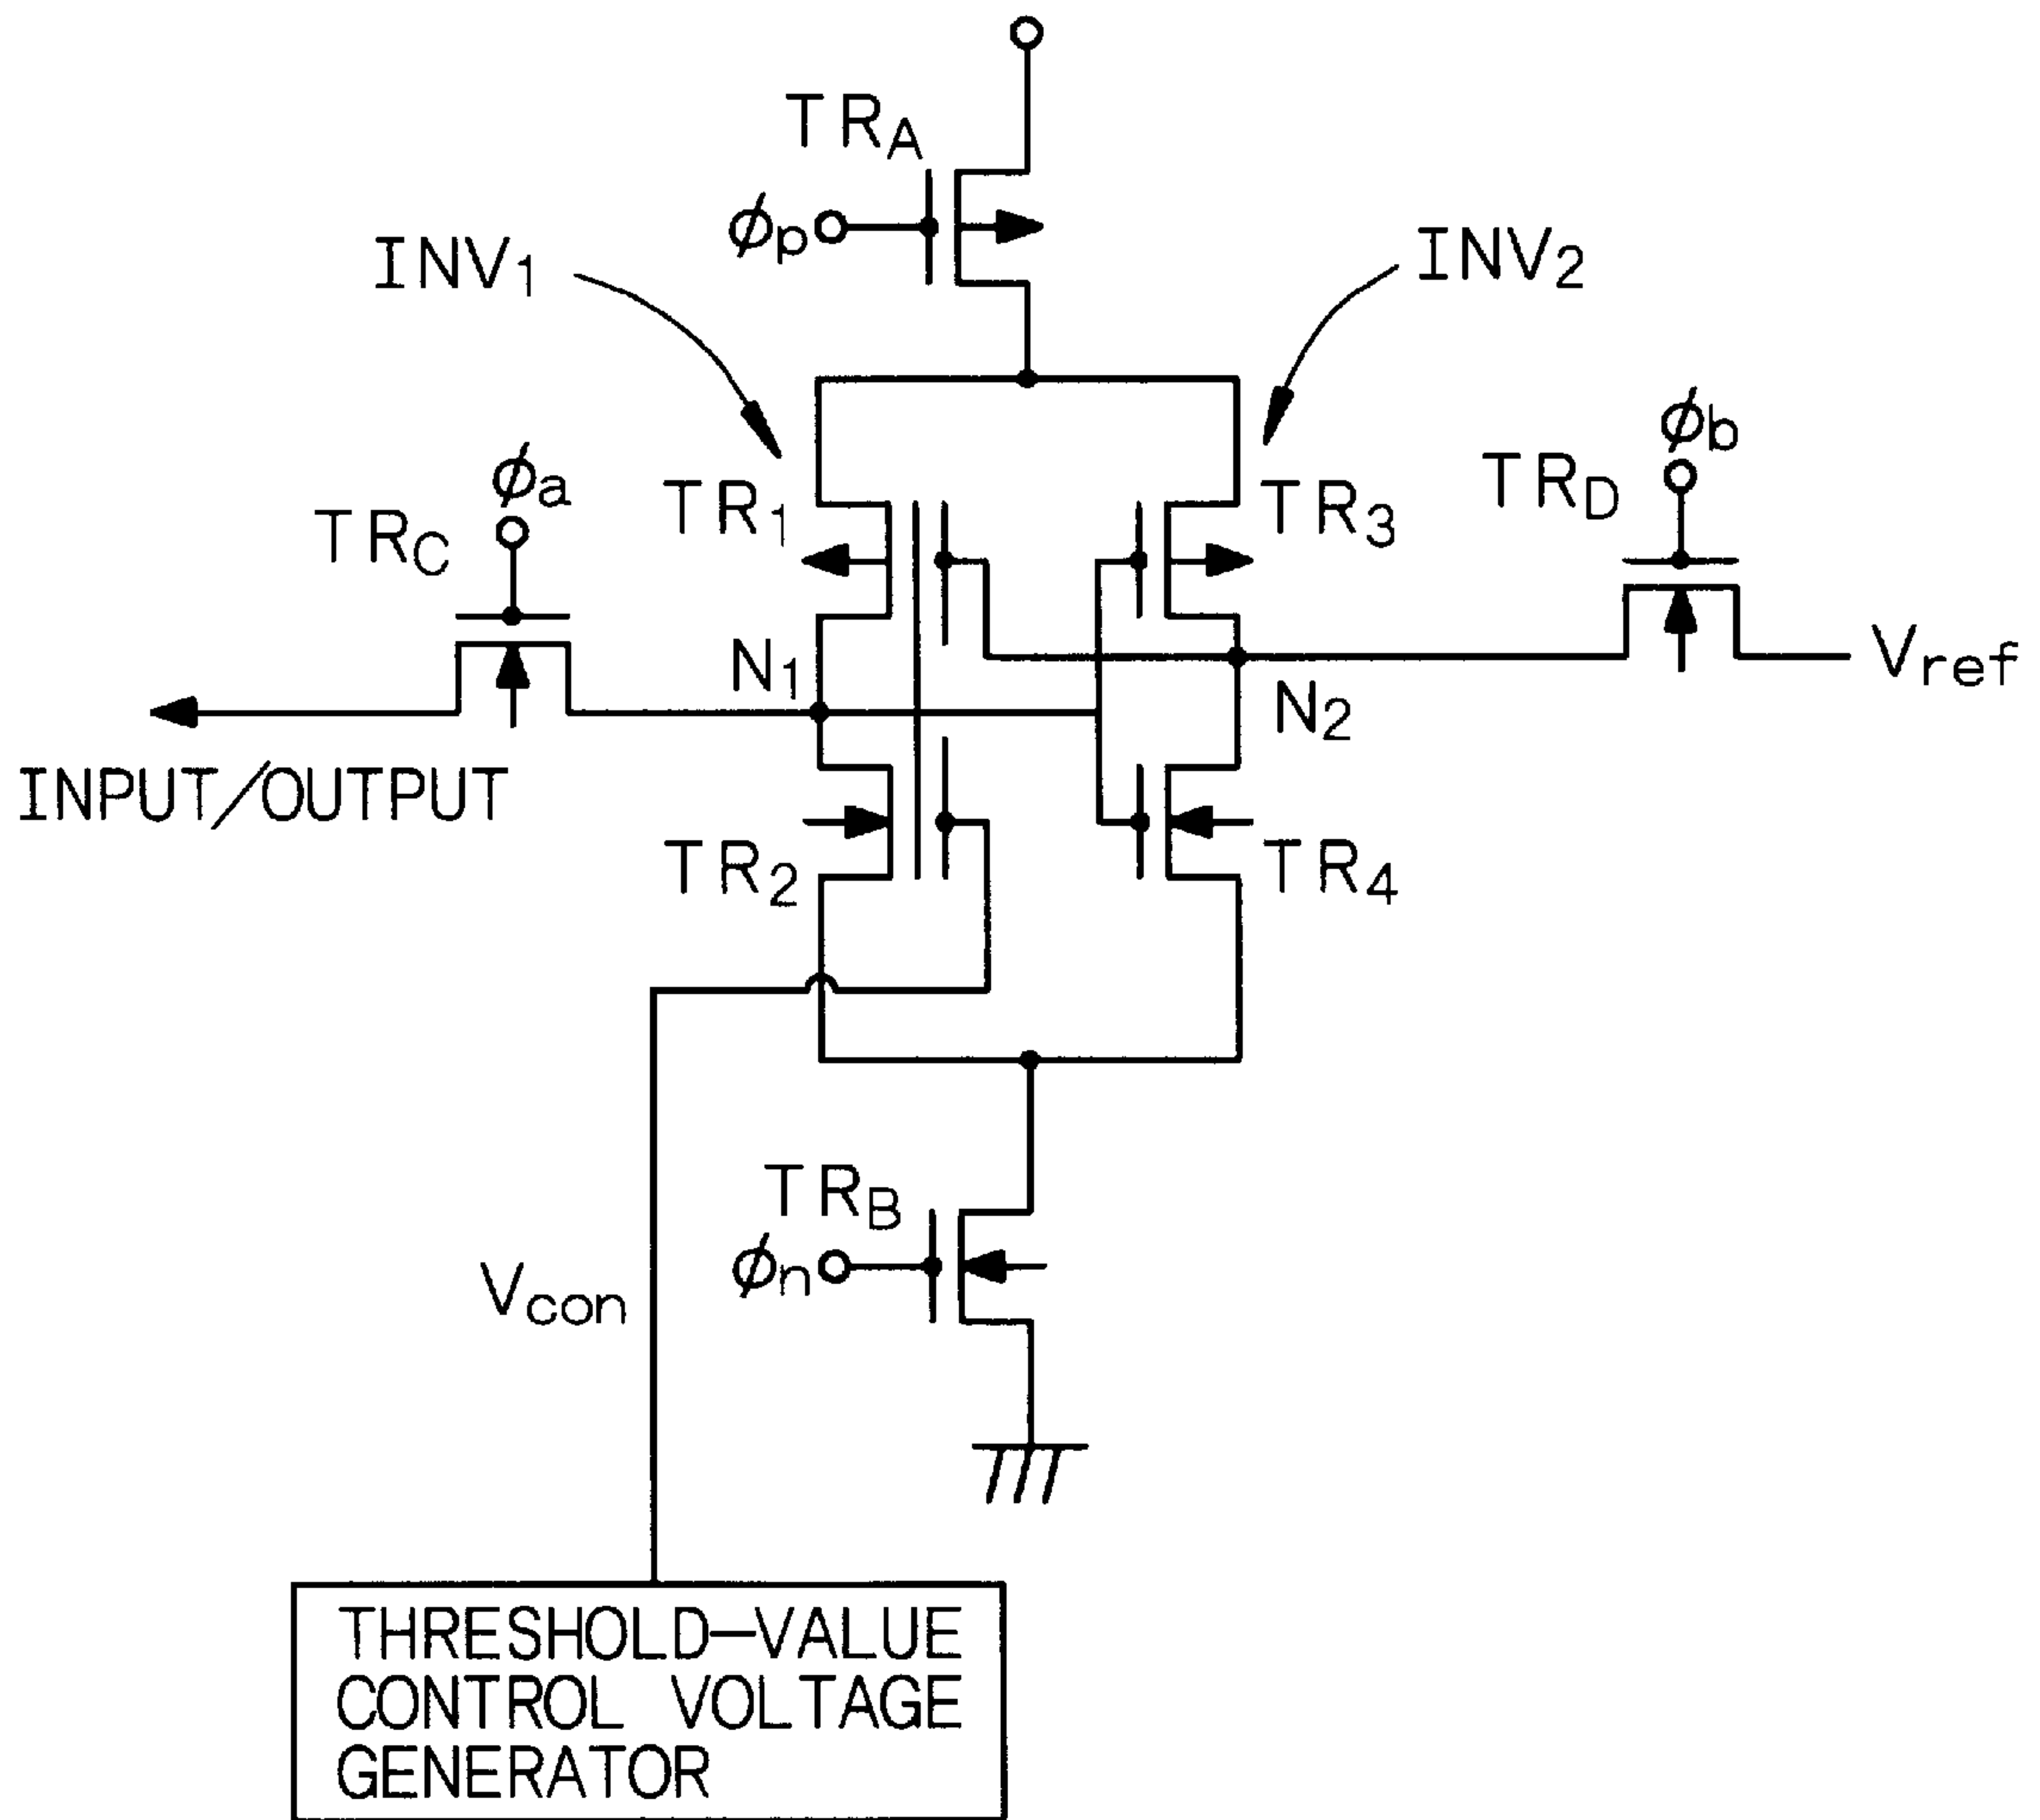 TRA
ϕp
INV1
INV2
ϕb
ϕa
TR1
TR3
TRD
TRC
N1
Vref
N2
INPUT/OUTPUT
TR2
TR4
TRB
ϕn
Vcon
THRESHOLD-VALUE
CONTROL VOLTAGE
GENERATOR